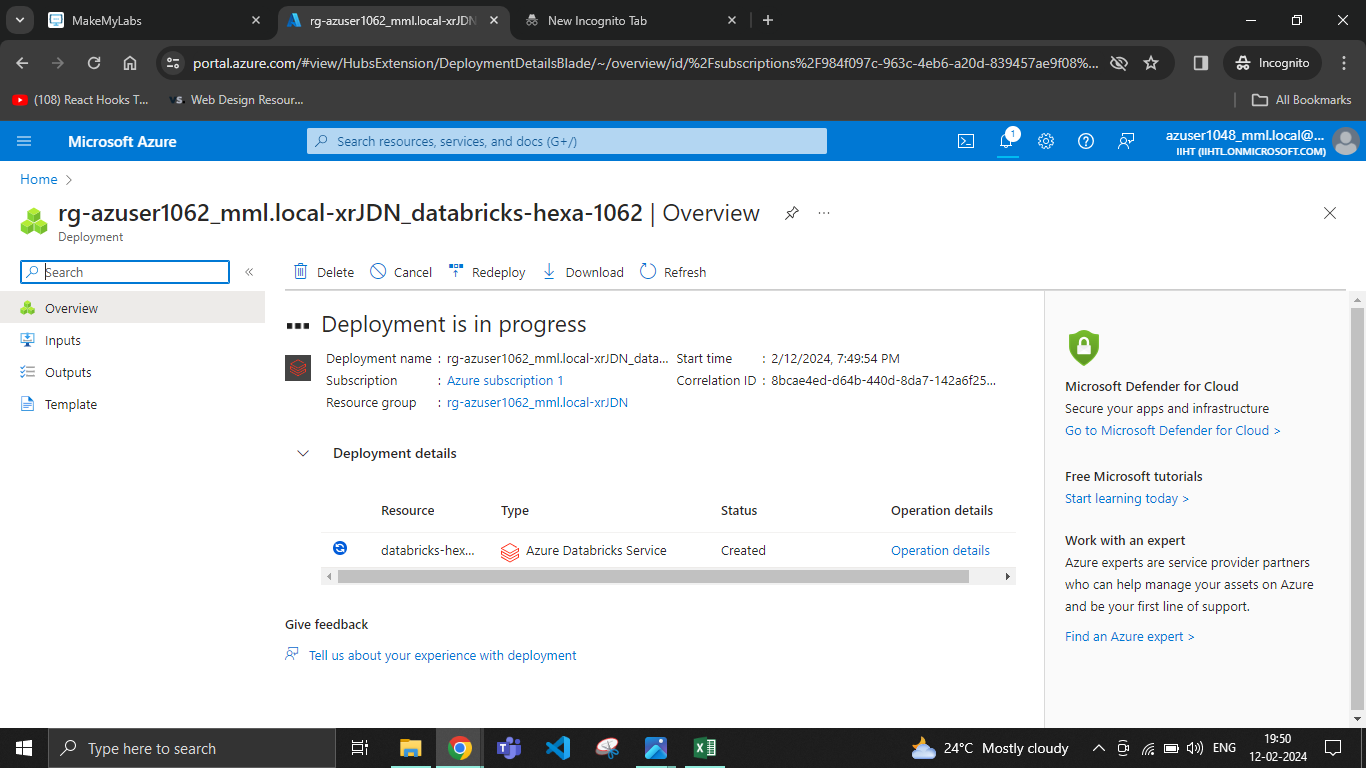 MakeMyLabs
rg-azuser1062_mml.local-xrJDN
New Incognito Tab
portal.azure.com/#view/HubsExtension/DeploymentDetailsBlade/~/overview/id/%2Fsubscriptions%2F984f097c-963c-4eb6-a20d-839457ae9f08%...
Incognito
(108) React Hooks T...
VS.
Web Design Resour...
All Bookmarks
Microsoft Azure
Search resources, services, and docs (G+/)
1
azuser1048_mml.local@...
IIHT (IIHTL.ONMICROSOFT.COM)
Home
rg-azuser1062_mml.local-xrJDN_databricks-hexa-1062 | Overview
Deployment
Search
Delete
Cancel
Redeploy
Download
Refresh
Overview
Inputs
Outputs
Template
Deployment is in progress
Deployment name : rg-azuser1062_mml.local-xrJDN_data...
Start time : 2/12/2024, 7:49:54 PM
Subscription : Azure subscription 1
Correlation ID : 8bcae4ed-d64b-440d-8da7-142a6f25...
Resource group : rg-azuser1062_mml.local-xrJDN
Deployment details
Resource Type Status Operation details
databricks-hex... Azure Databricks Service Created Operation details
Give feedback
Tell us about your experience with deployment
Microsoft Defender for Cloud
Secure your apps and infrastructure
Go to Microsoft Defender for Cloud >
Free Microsoft tutorials
Start learning today >
Work with an expert
Azure experts are service provider partners
who can help manage your assets on Azure
and be your first line of support.
Find an Azure expert >
Type here to search
24°C Mostly cloudy
ENG
19:50
12-02-2024